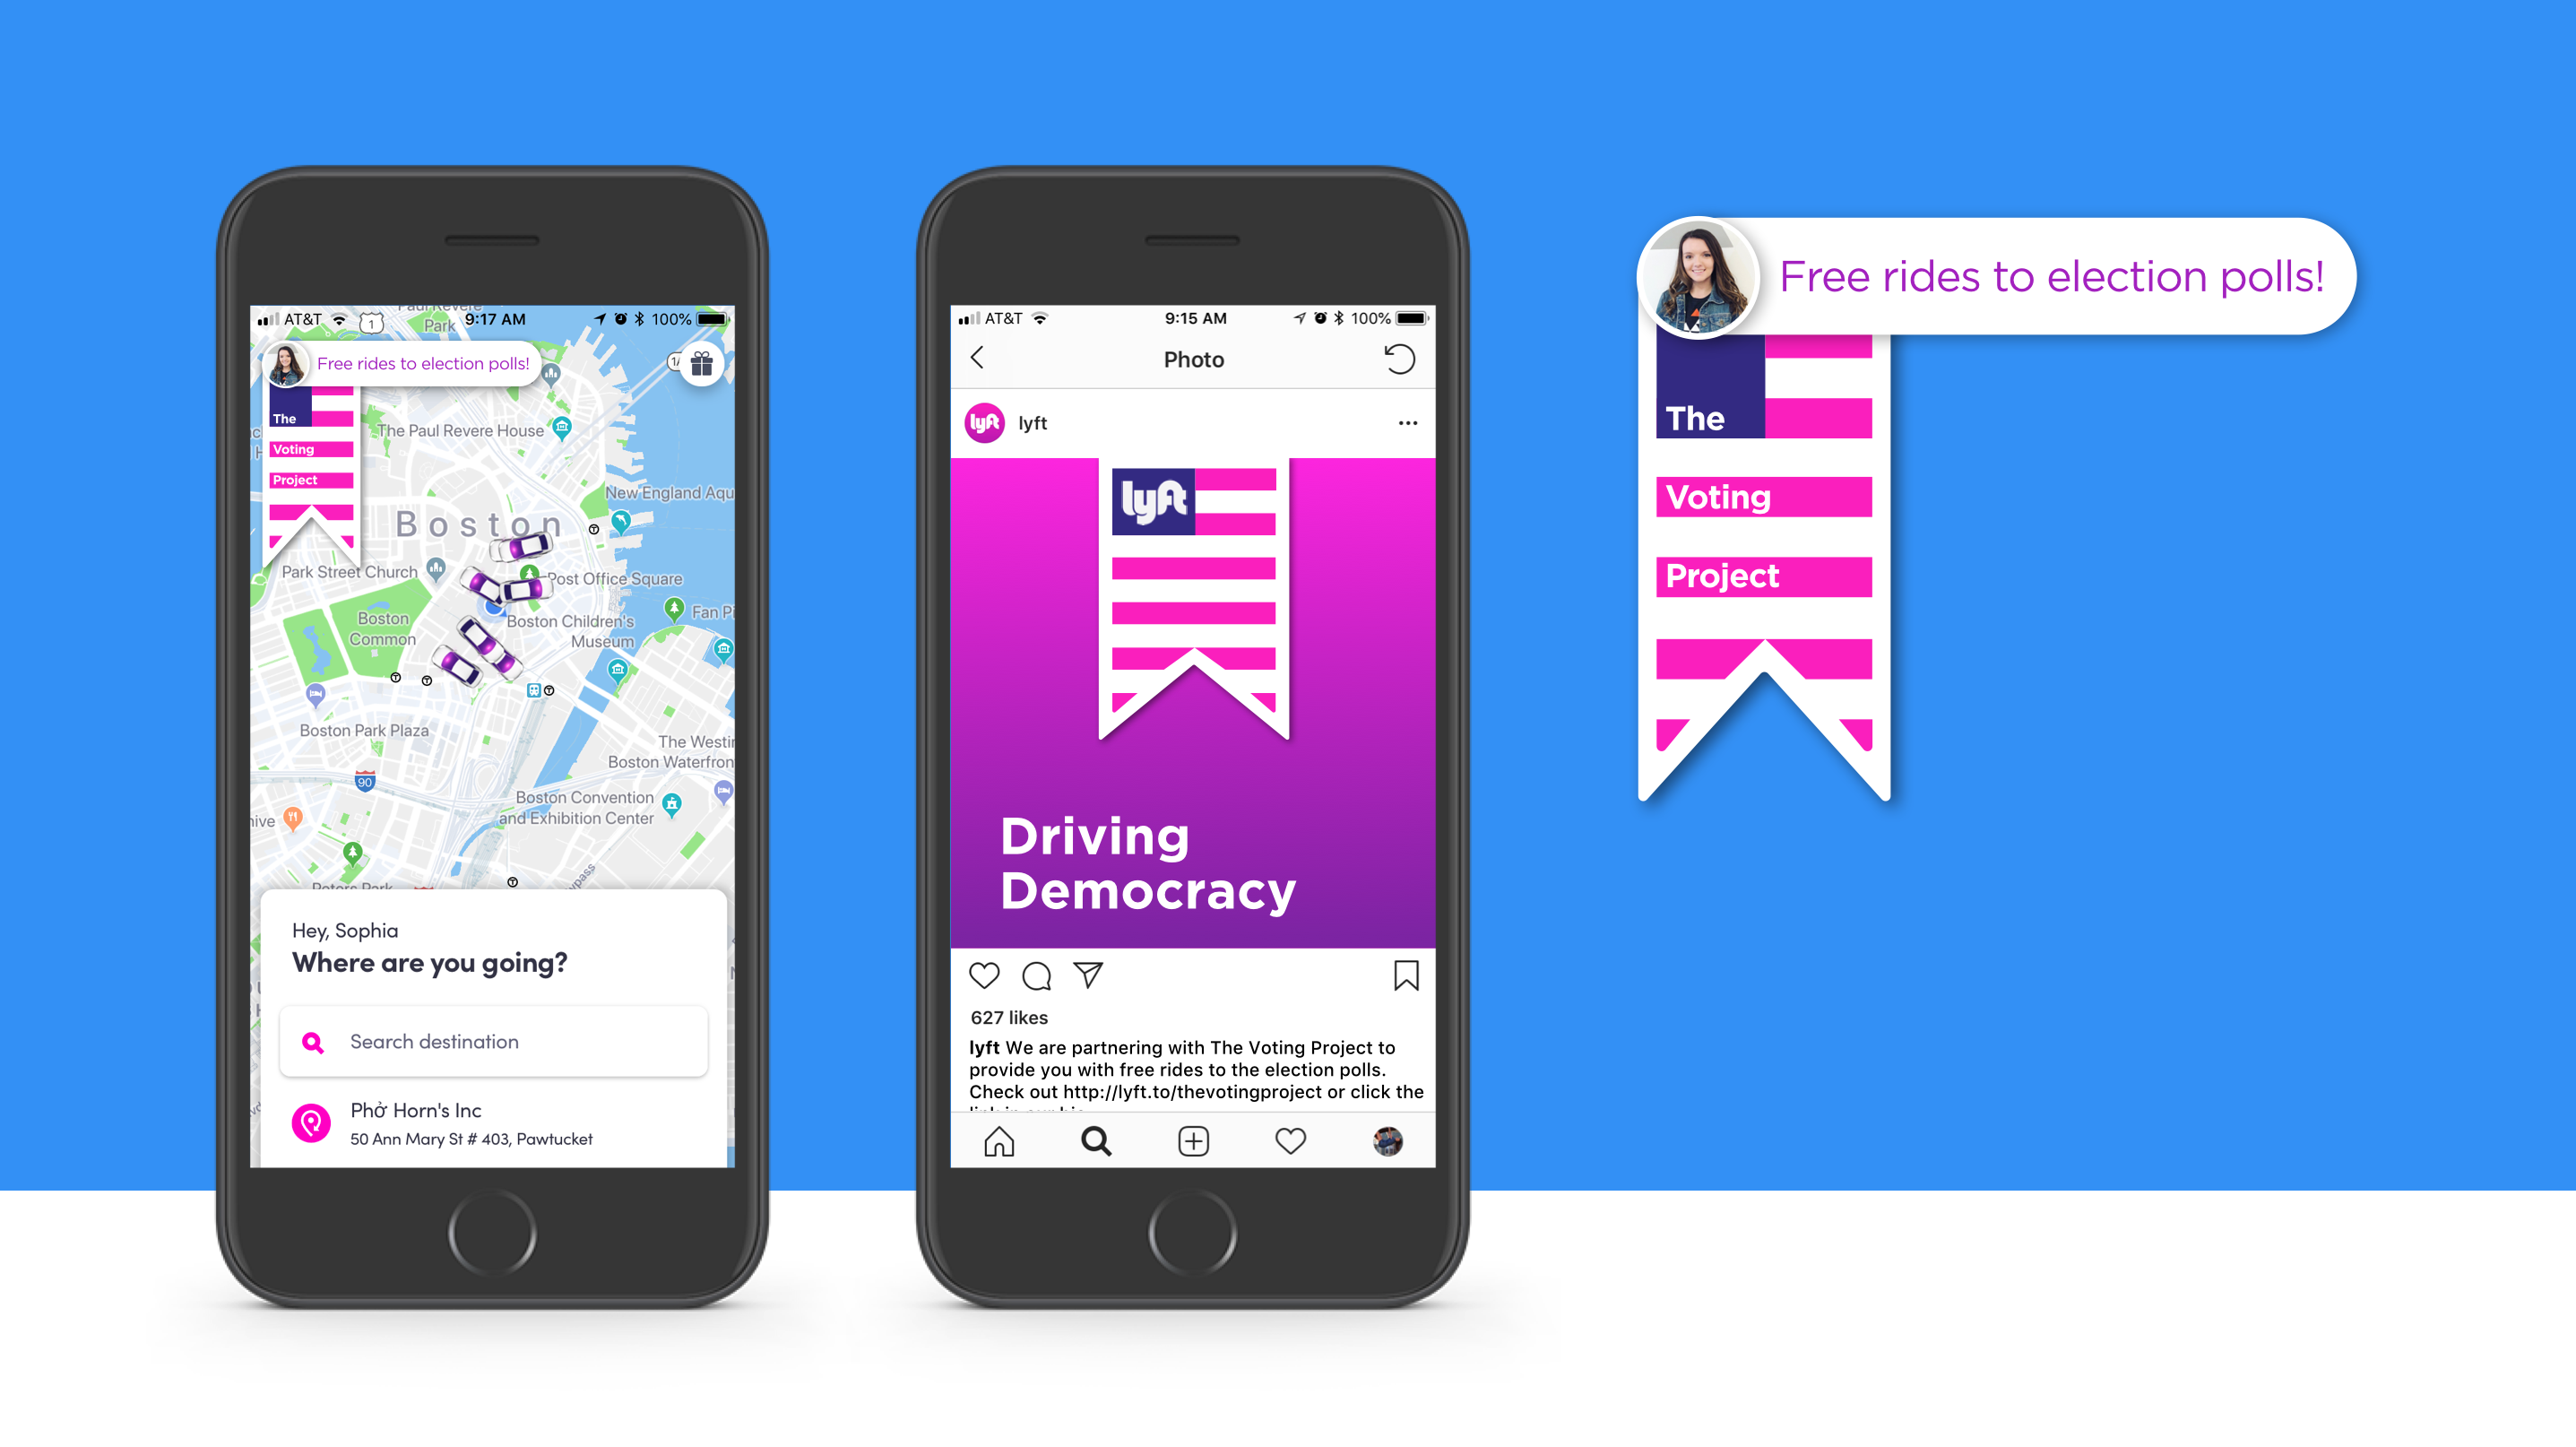 AT&T
1
9:17 AM
100%
Park
Free rides to election polls!
The
Voting
Project
The Paul Revere House
New England Aqu
Boston
Park Street Church
Post Office Square
Boston
Common
Boston Children's
Museum
Fan Pi
Boston Park Plaza
The Westin
Boston Waterfron
90
Boston Convention
and Exhibition Center
Hey, Sophia
Where are you going?
Search destination
Phở Horn's Inc
50 Ann Mary St # 403, Pawtucket
AT&T
9:15 AM
100%
Photo
lyft
lyft
lyft
Driving
Democracy
627 likes
lyft We are partnering with The Voting Project to
provide you with free rides to the election polls.
Check out http://lyft.to/thevotingproject or click the
Free rides to election polls!
The
Voting
Project